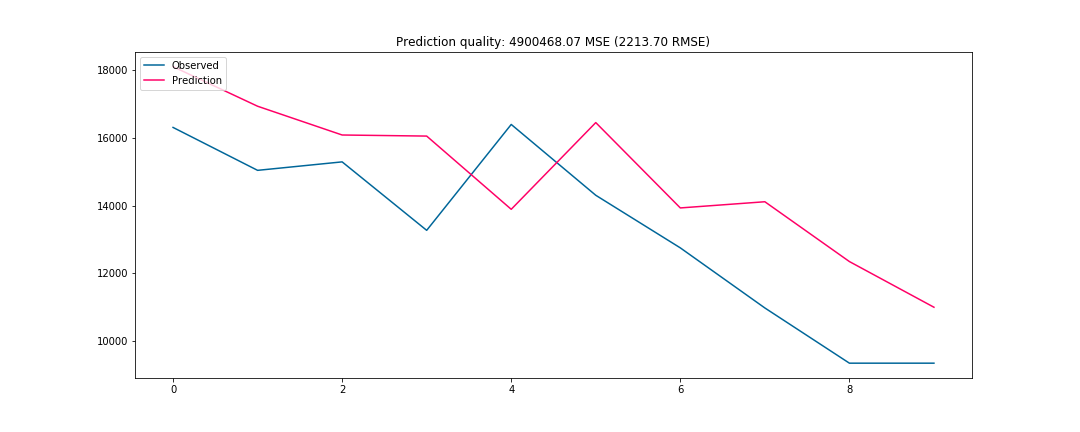 Prediction quality: 4900468.07 MSE (2213.70 RMSE)
Observed
Prediction
18000
16000
14000
12000
10000
0 2 4 6 8